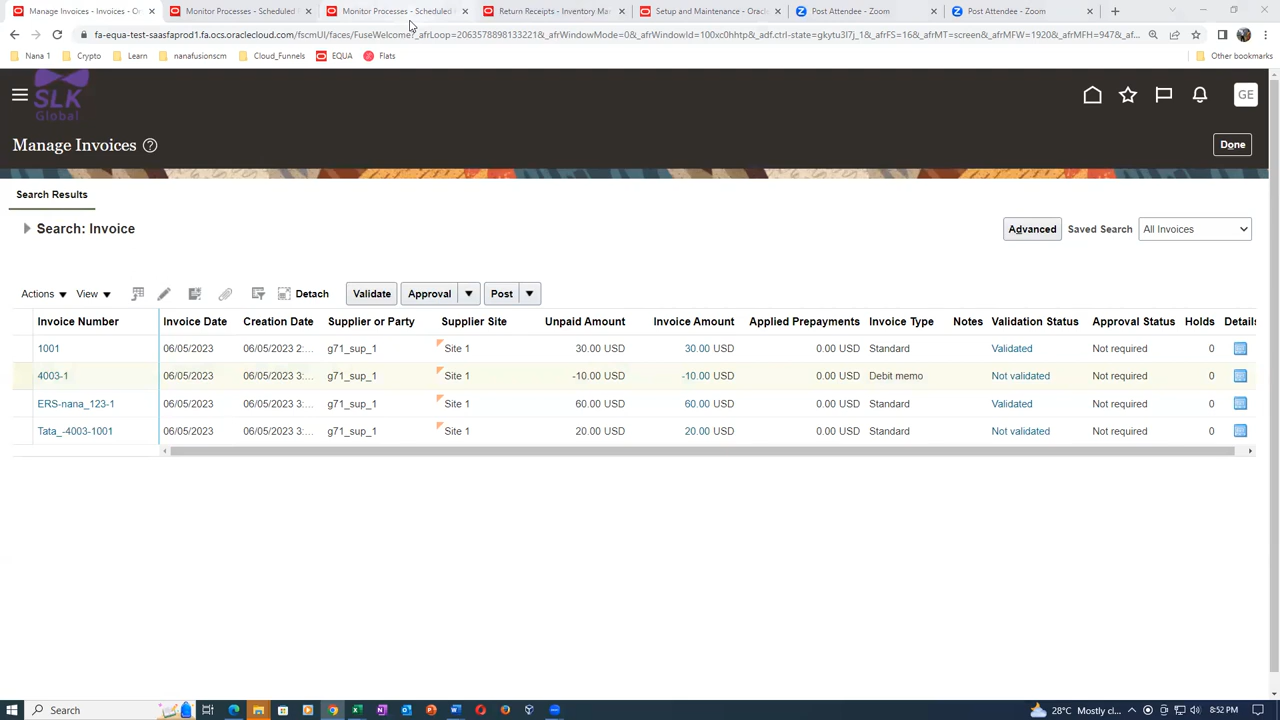 Manage Invoices - Invoices - Or
Monitor Processes - Scheduled
Monitor Processes - Scheduled
Return Receipts - Inventory Ma
Setup and Maintenance - Oracl
Post Attendee - Zoom
Post Attendee - Zoom
fa-equa-test-saasfaprod1.fa.ocs.oraclecloud.com/fscmUI/faces/FuseWelcome?_afrLoop=20635788981332218&_afrWindowMode=0&_afrWindowId=100xc0hhtp&_adf.ctrl-state=gkytu3l7j_1&_afrFS=16&_afrMT=screen&_afrMFW=1920&_afrMFH=947&_af...
Nana 1
Crypto
Learn
nanafusionscm
Cloud_Funnels
EQUA
Flats
Other bookmarks
SLK
Global
GE
Manage Invoices
Done
Search Results
Search: Invoice
Advanced
Saved Search
All Invoices
Actions
View
Detach
Validate
Approval
Post
Invoice Number Invoice Date Creation Date Supplier or Party Supplier Site Unpaid Amount Invoice Amount Applied Prepayments Invoice Type Notes Validation Status Approval Status Holds Details
1001 06/05/2023 06/05/2023 2:... g71_sup_1 Site 1 30.00 USD 30.00 USD 0.00 USD Standard Validated Not required 0
4003-1 06/05/2023 06/05/2023 3:... g71_sup_1 Site 1 -10.00 USD -10.00 USD 0.00 USD Debit memo Not validated Not required 0
ERS-nana_123-1 06/05/2023 06/05/2023 3:... g71_sup_1 Site 1 60.00 USD 60.00 USD 0.00 USD Standard Validated Not required 0
Tata_-4003-1001 06/05/2023 06/05/2023 3:... g71_sup_1 Site 1 20.00 USD 20.00 USD 0.00 USD Standard Not validated Not required 0
Search
28°C Mostly cl...
8:52 PM